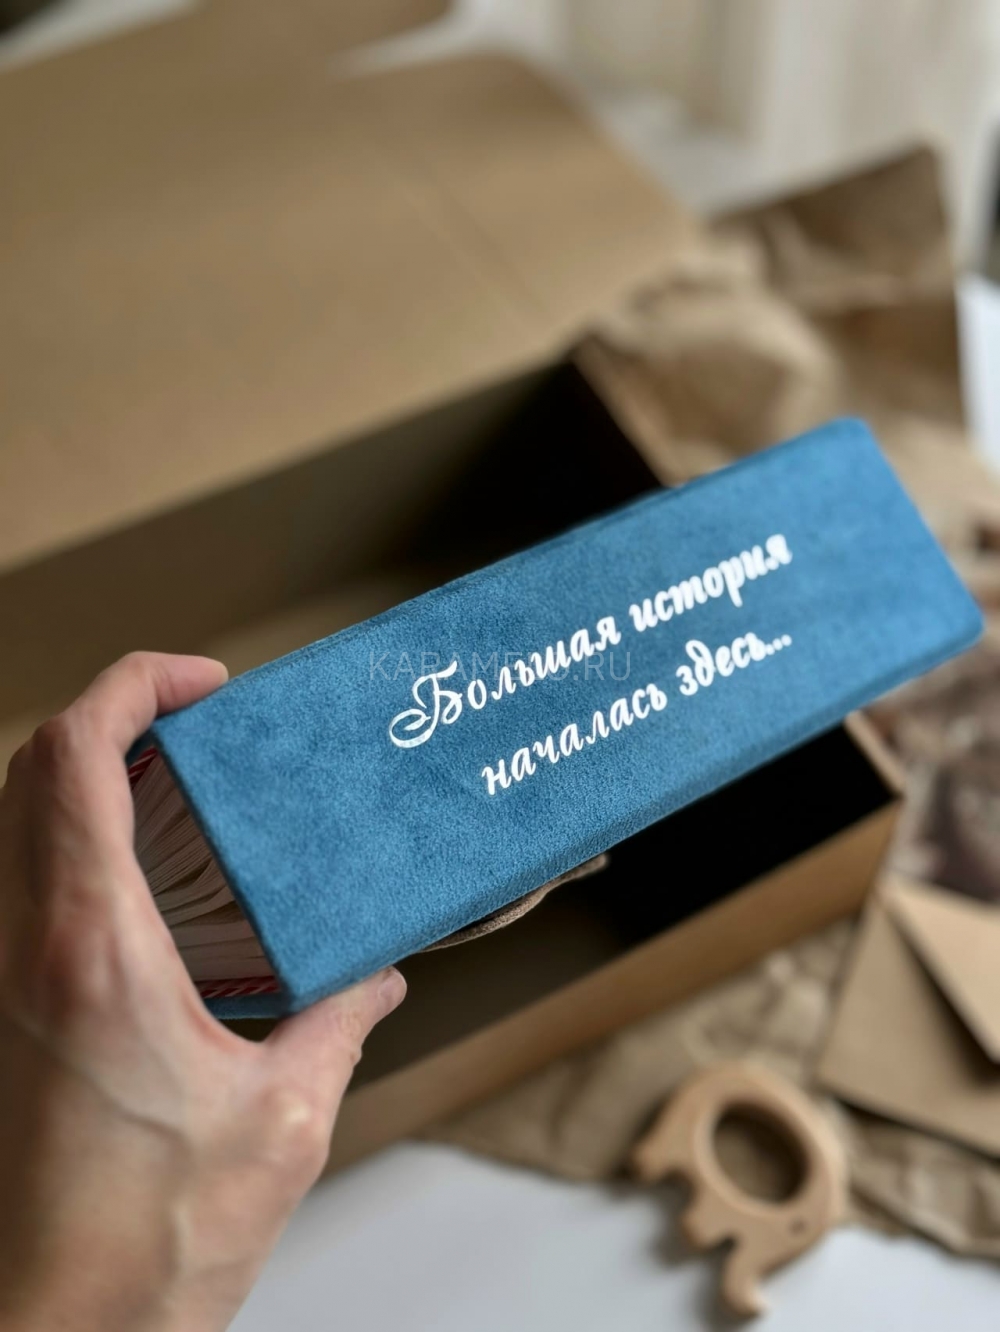 Большая история
началась здесь...